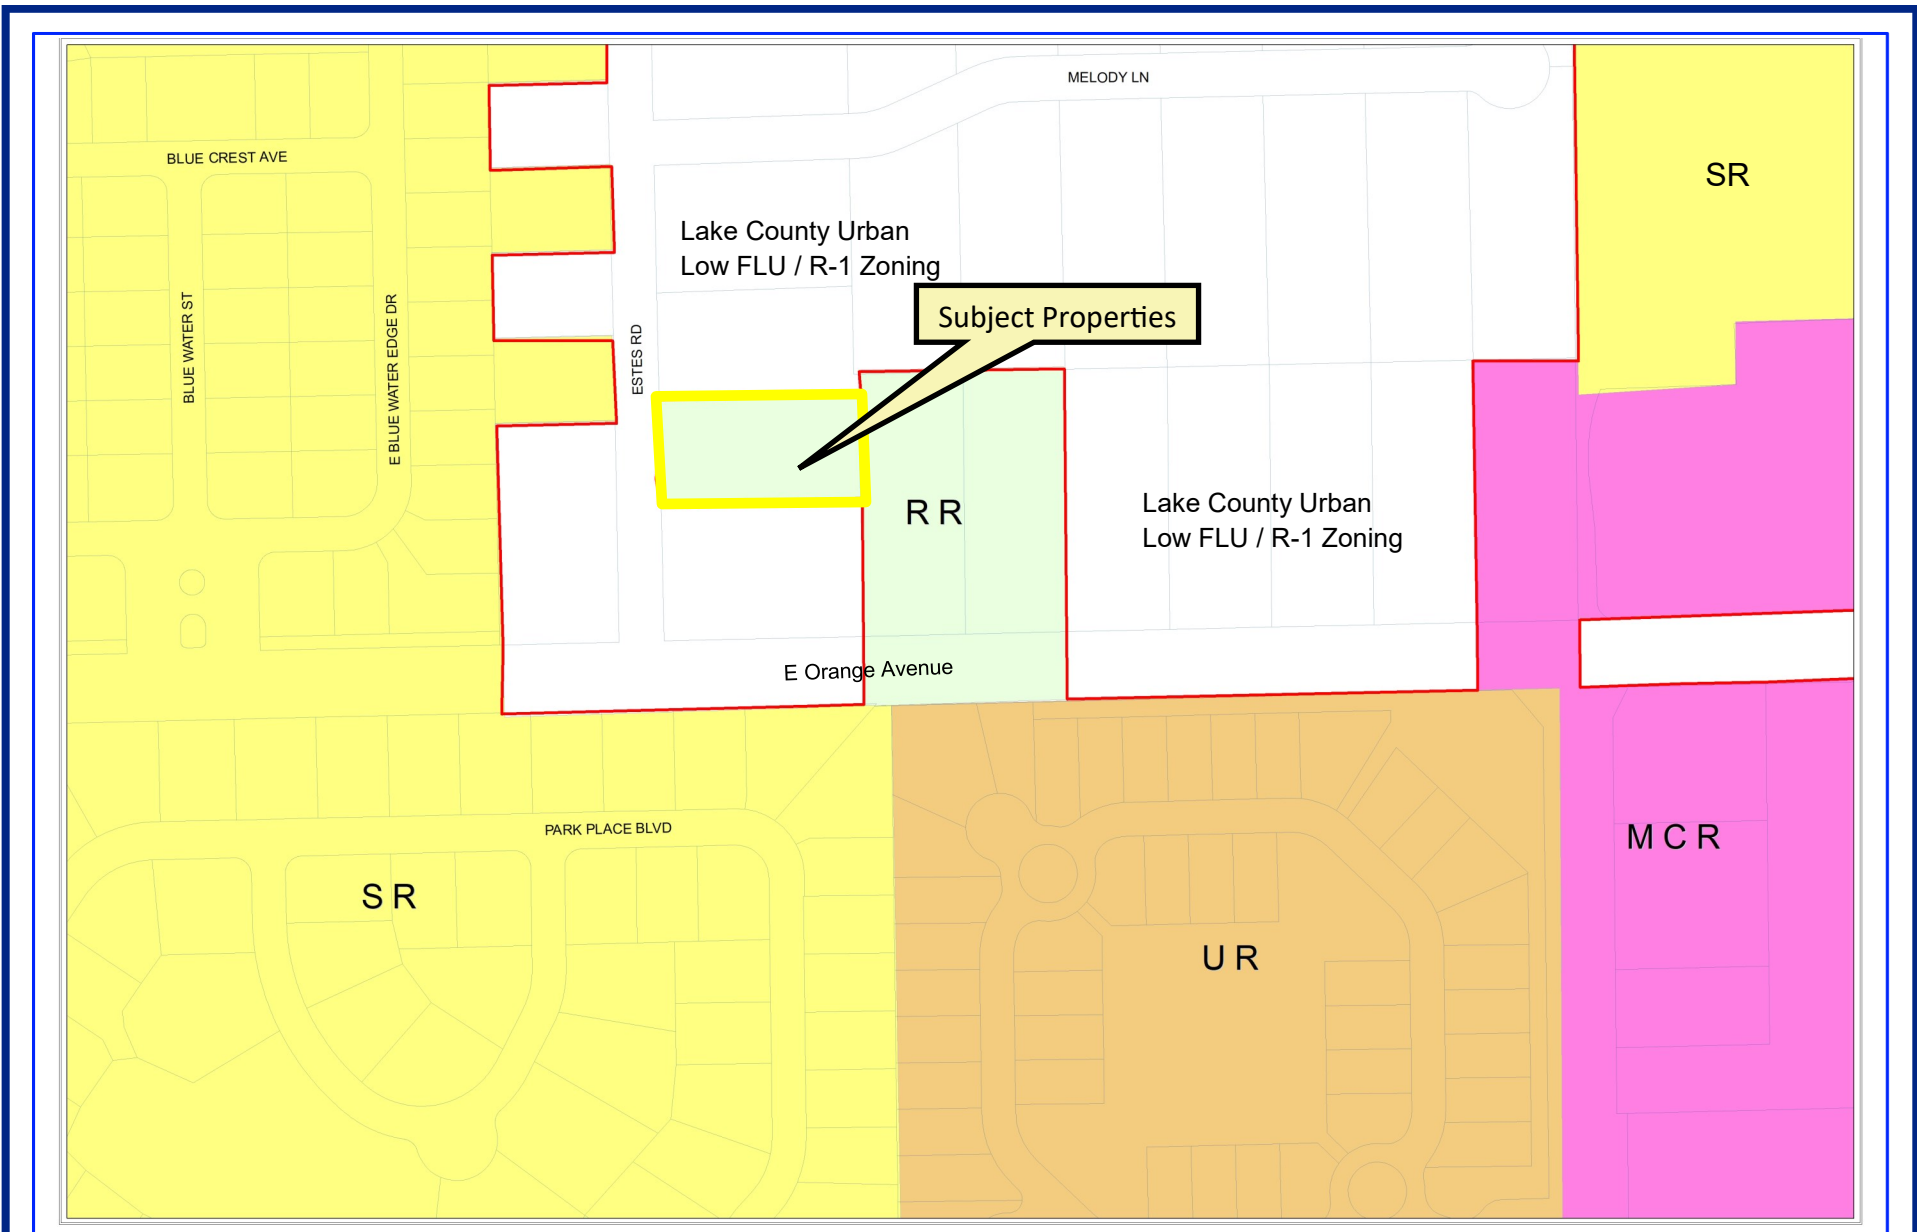 MELODY LN
BLUE CREST AVE
SR
Lake County Urban
Low FLU / R-1 Zoning
BLUE WATER ST
E BLUE WATER EDGE DR
ESTES RD
Subject Properties
R R
Lake County Urban
Low FLU / R-1 Zoning
E Orange Avenue
PARK PLACE BLVD
S R
M C R
U R